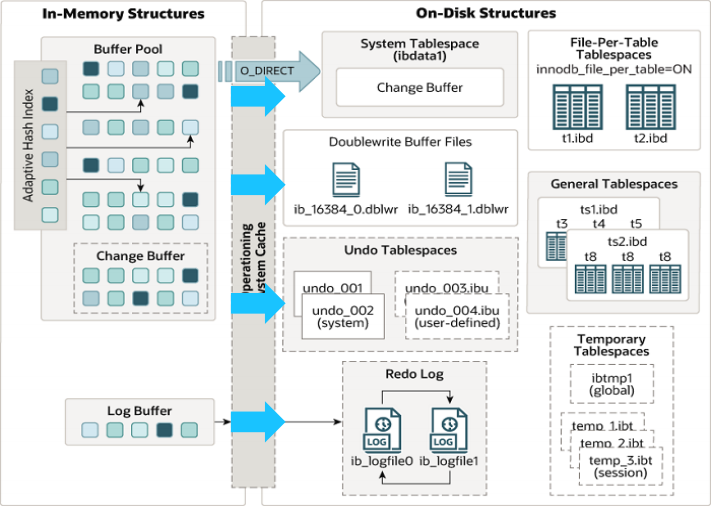 In-Memory Structures
On-Disk Structures
Buffer Pool
Adaptive Hash Index
Change Buffer
Log Buffer
O_DIRECT
Operationing
System Cache
System Tablespace
(ibdata1)
Change Buffer
Doublewrite Buffer Files
ib_16384_0.dblwr
ib_16384_1.dblwr
Undo Tablespaces
undo_001
undo_002
(system)
undo_003.ibu
undo_004.ibu
(user-defined)
Redo Log
LOG
LOG
ib_logfile0
ib_logfile1
File-Per-Table
Tablespaces
innodb_file_per_table=ON
t1.ibd
t2.ibd
General Tablespaces
ts1.ibd
t3 t4 t5
ts2.ibd
t8 t8 t8
Temporary
Tablespaces
ibtmp1
(global)
temp_1.ibt
temp_2.ibt
temp_3.ibt
(session)